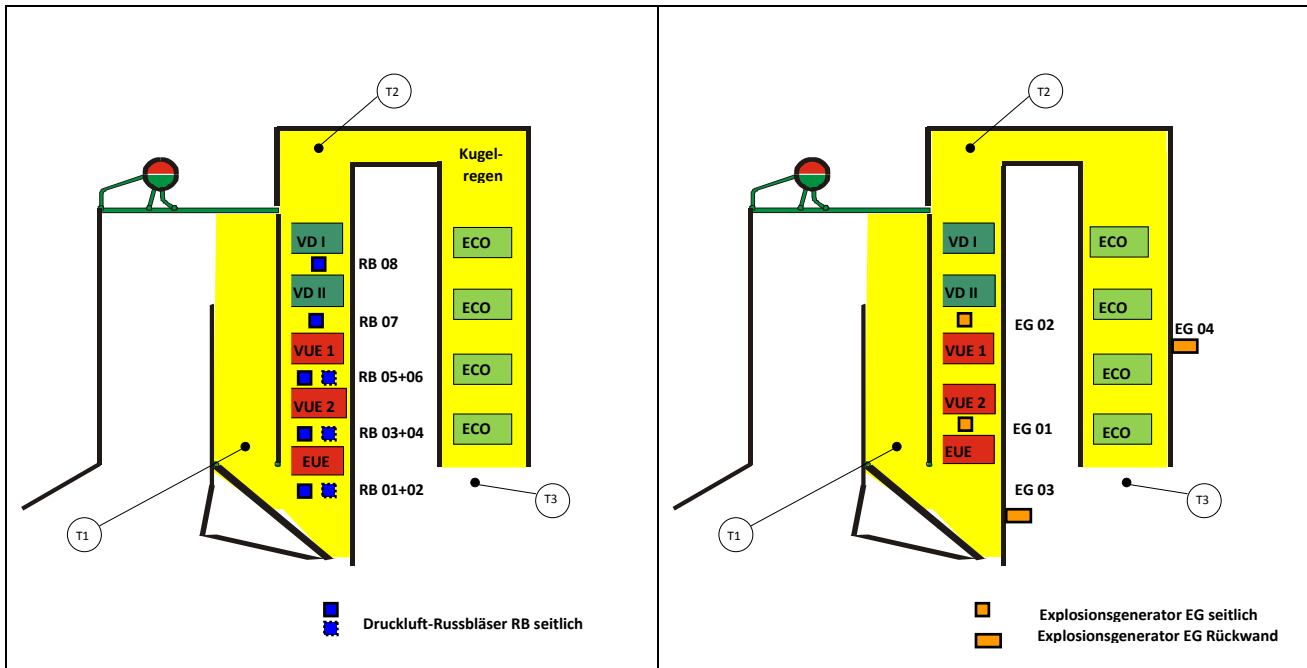 T2
Kugel-
regen
VD I
ECO
RB 08
VD II
ECO
RB 07
VUE 1
ECO
RB 05+06
VUE 2
ECO
RB 03+04
EUE
RB 01+02
T3
T1
Druckluft-Russbläser RB seitlich
T2
VD I
ECO
VD II
ECO
EG 02
EG 04
VUE 1
ECO
VUE 2
EG 01
ECO
EUE
EG 03
T3
T1
Explosionsgenerator EG seitlich
Explosionsgenerator EG Rückwand